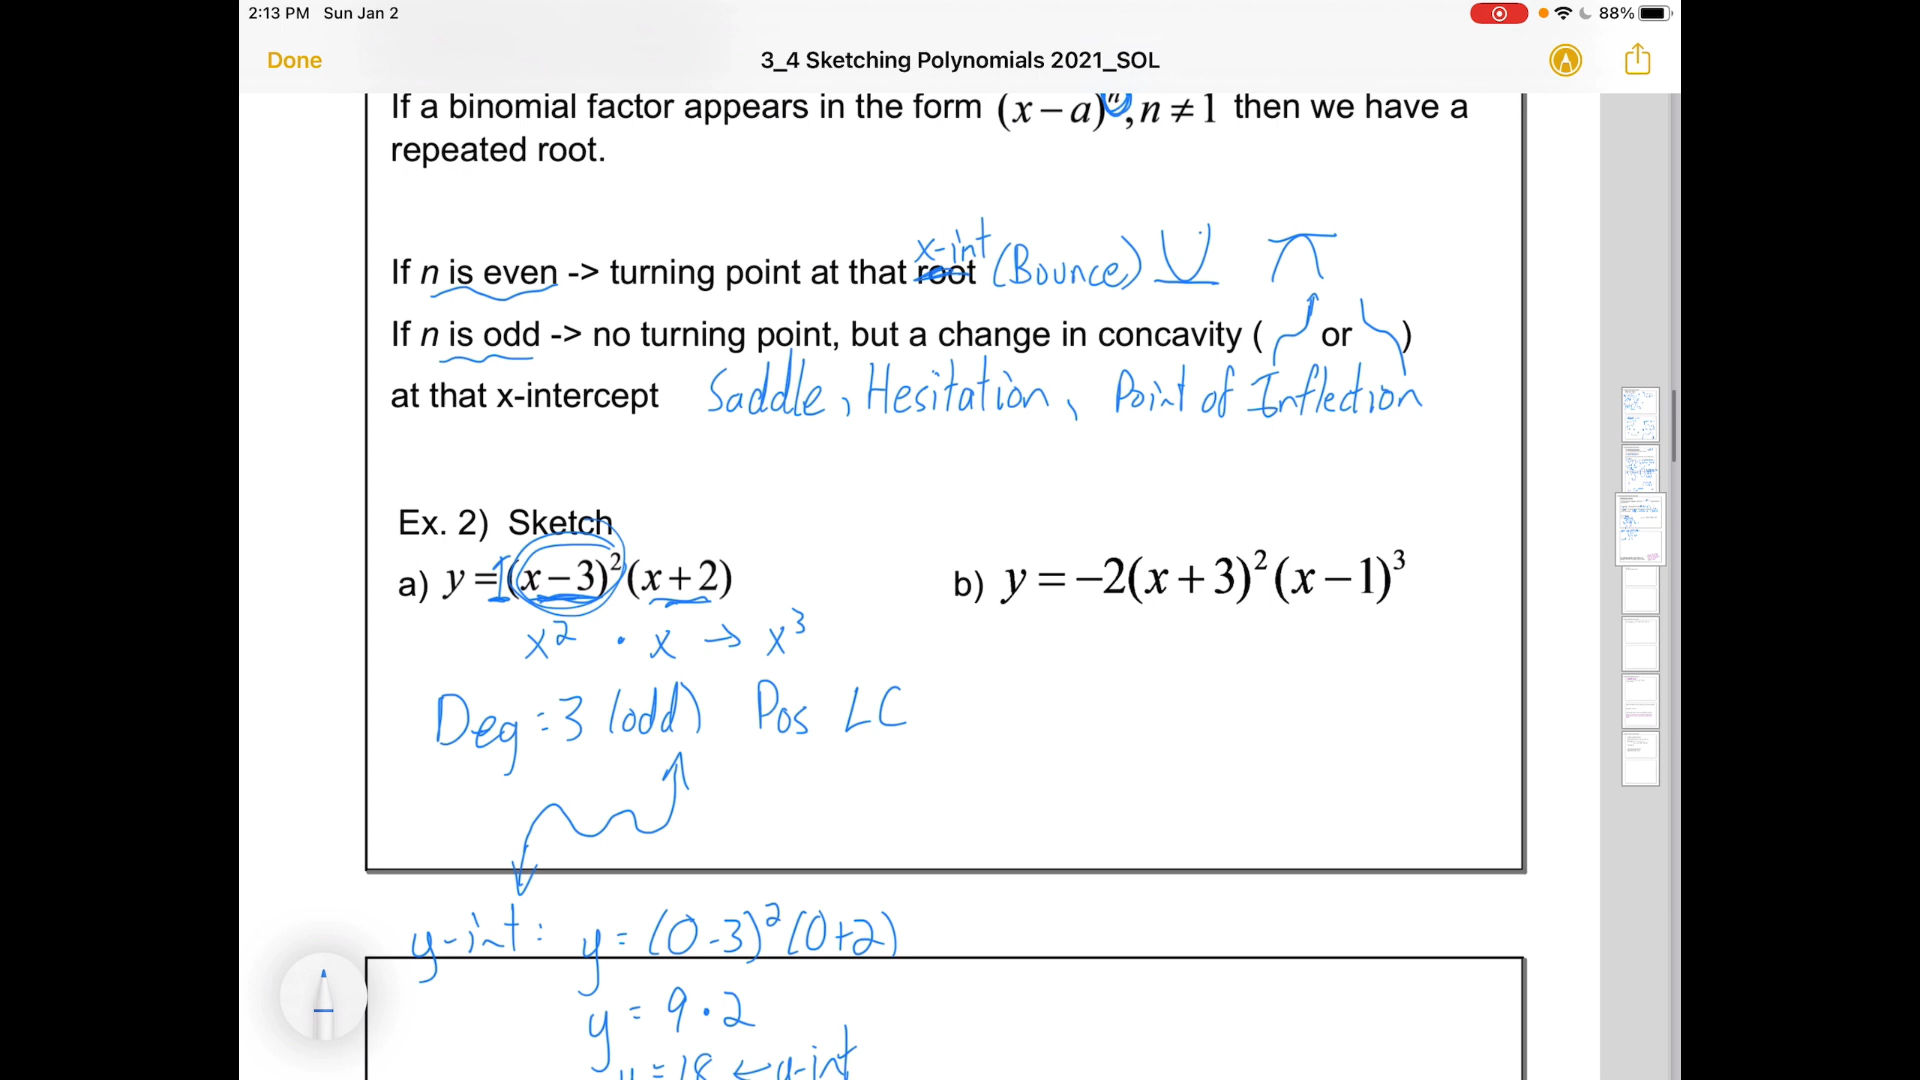 2:13 PM Sun Jan 2 88%
Done 3_4 Sketching Polynomials 2021_SOL
If a binomial factor appears in the form (x − a)ⁿ, n ≠ 1 then we have a
repeated root.
x-int
If n is even -> turning point at that root (Bounce)
If n is odd -> no turning point, but a change in concavity ( or )
at that x-intercept Saddle, Hesitation, Point of Inflection
Ex. 2) Sketch
a) y = 1(x − 3)²(x + 2) b) y = −2(x + 3)²(x − 1)³
x² · x → x³
Deg = 3 (odd) Pos LC
y-int: y = (0 - 3)²(0+2)
y = 9 · 2
y = 18 ← y-int